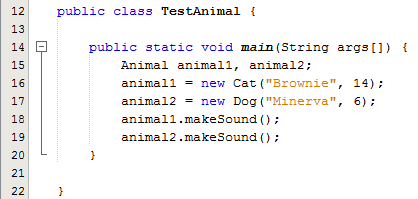 12 public class TestAnimal {
13
14 public static void main(String args[]) {
15 Animal animal1, animal2;
16 animal1 = new Cat("Brownie", 14);
17 animal2 = new Dog("Minerva", 6);
18 animal1.makeSound();
19 animal2.makeSound();
20 }
21
22 }